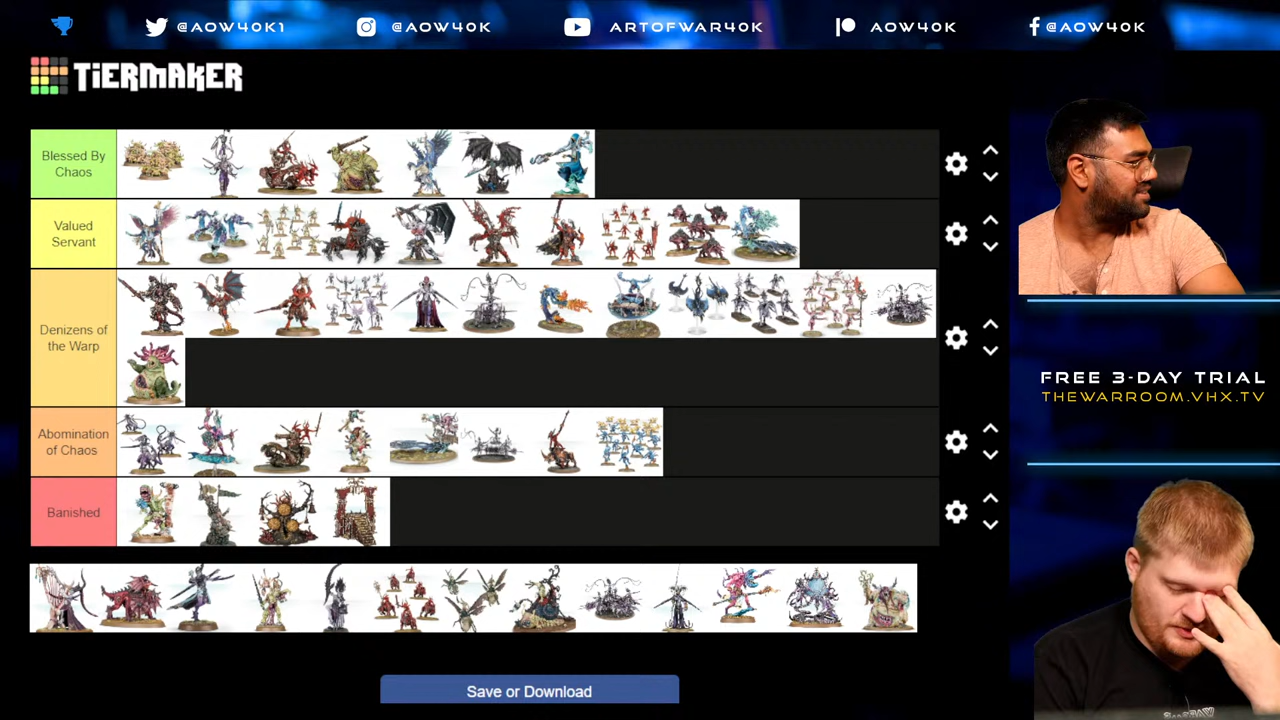 @AOW40K1
@AOW40K
ARTOFWAR40K
AOW40K
@AOW40K
TiERMAKER
Blessed By
Chaos
Valued
Servant
Denizens of
the Warp
Abomination
of Chaos
Banished
FREE 3-DAY TRIAL
THEWARROOM.VHX.TV
Save or Download